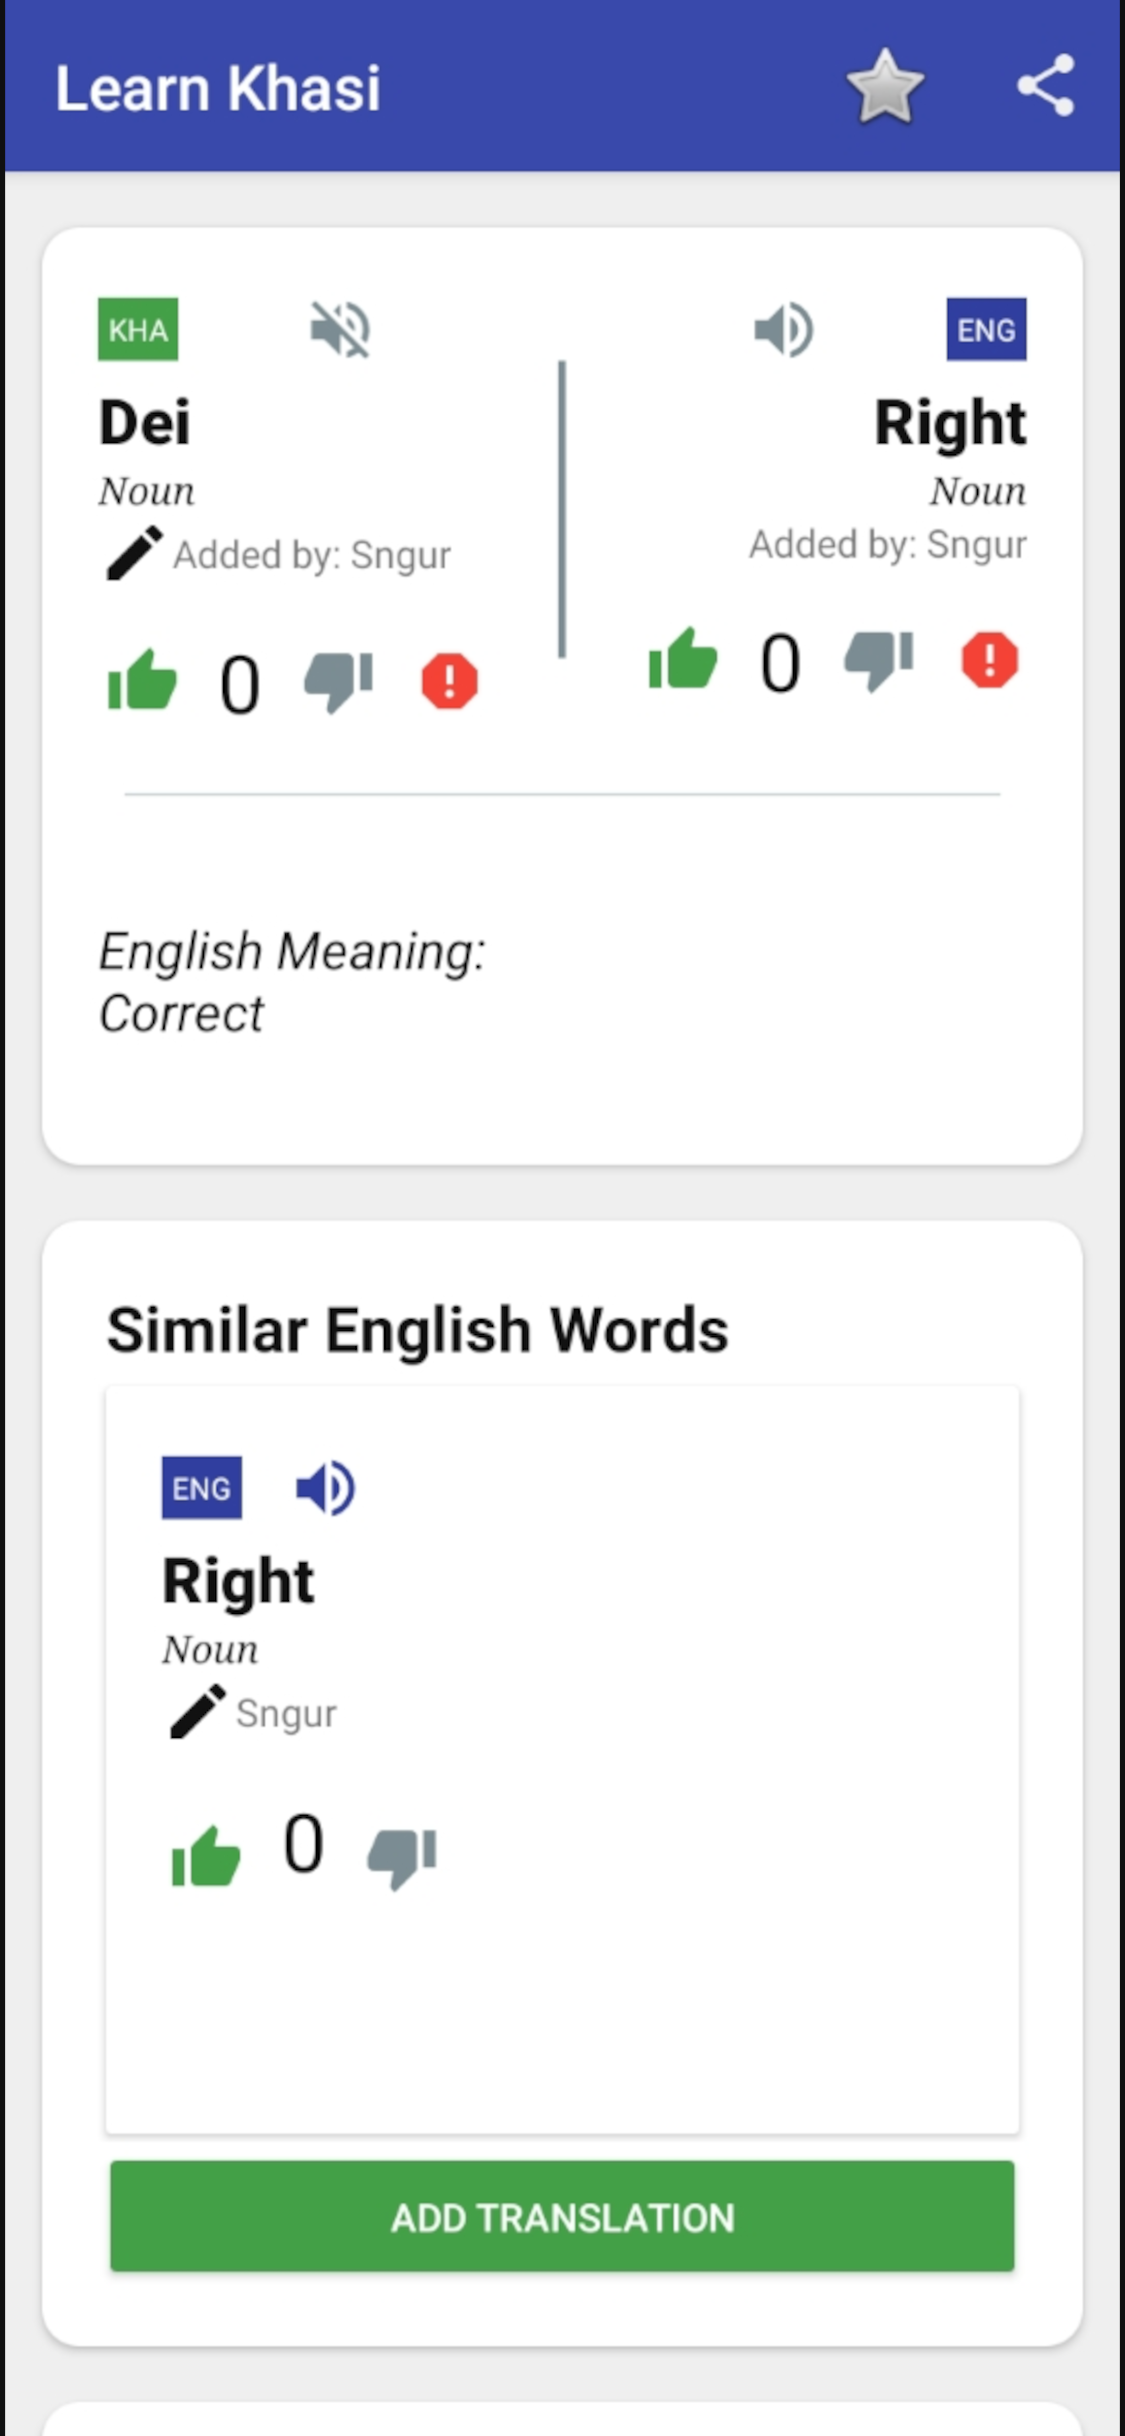 Learn Khasi
KHA
Dei
Noun
Added by: Sngur
0
ENG
Right
Noun
Added by: Sngur
0
English Meaning:
Correct
Similar English Words
ENG
Right
Noun
Sngur
0
ADD TRANSLATION